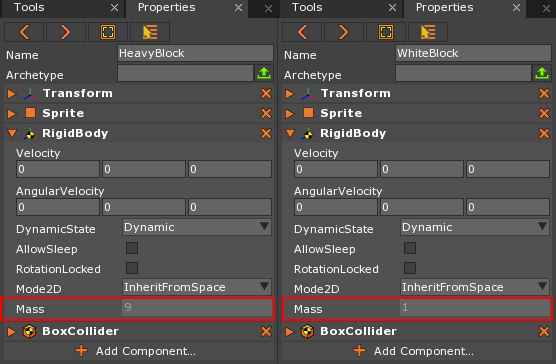 Tools Properties
Name HeavyBlock
Archetype
Transform
Sprite
RigidBody
Velocity
0 0 0
AngularVelocity
0 0 0
DynamicState Dynamic
AllowSleep
RotationLocked
Mode2D InheritFromSpace
Mass 9
BoxCollider
Add Component...
Tools Properties
Name WhiteBlock
Archetype
Transform
Sprite
RigidBody
Velocity
0 0 0
AngularVelocity
0 0 0
DynamicState Dynamic
AllowSleep
RotationLocked
Mode2D InheritFromSpace
Mass 1
BoxCollider
Add Component...